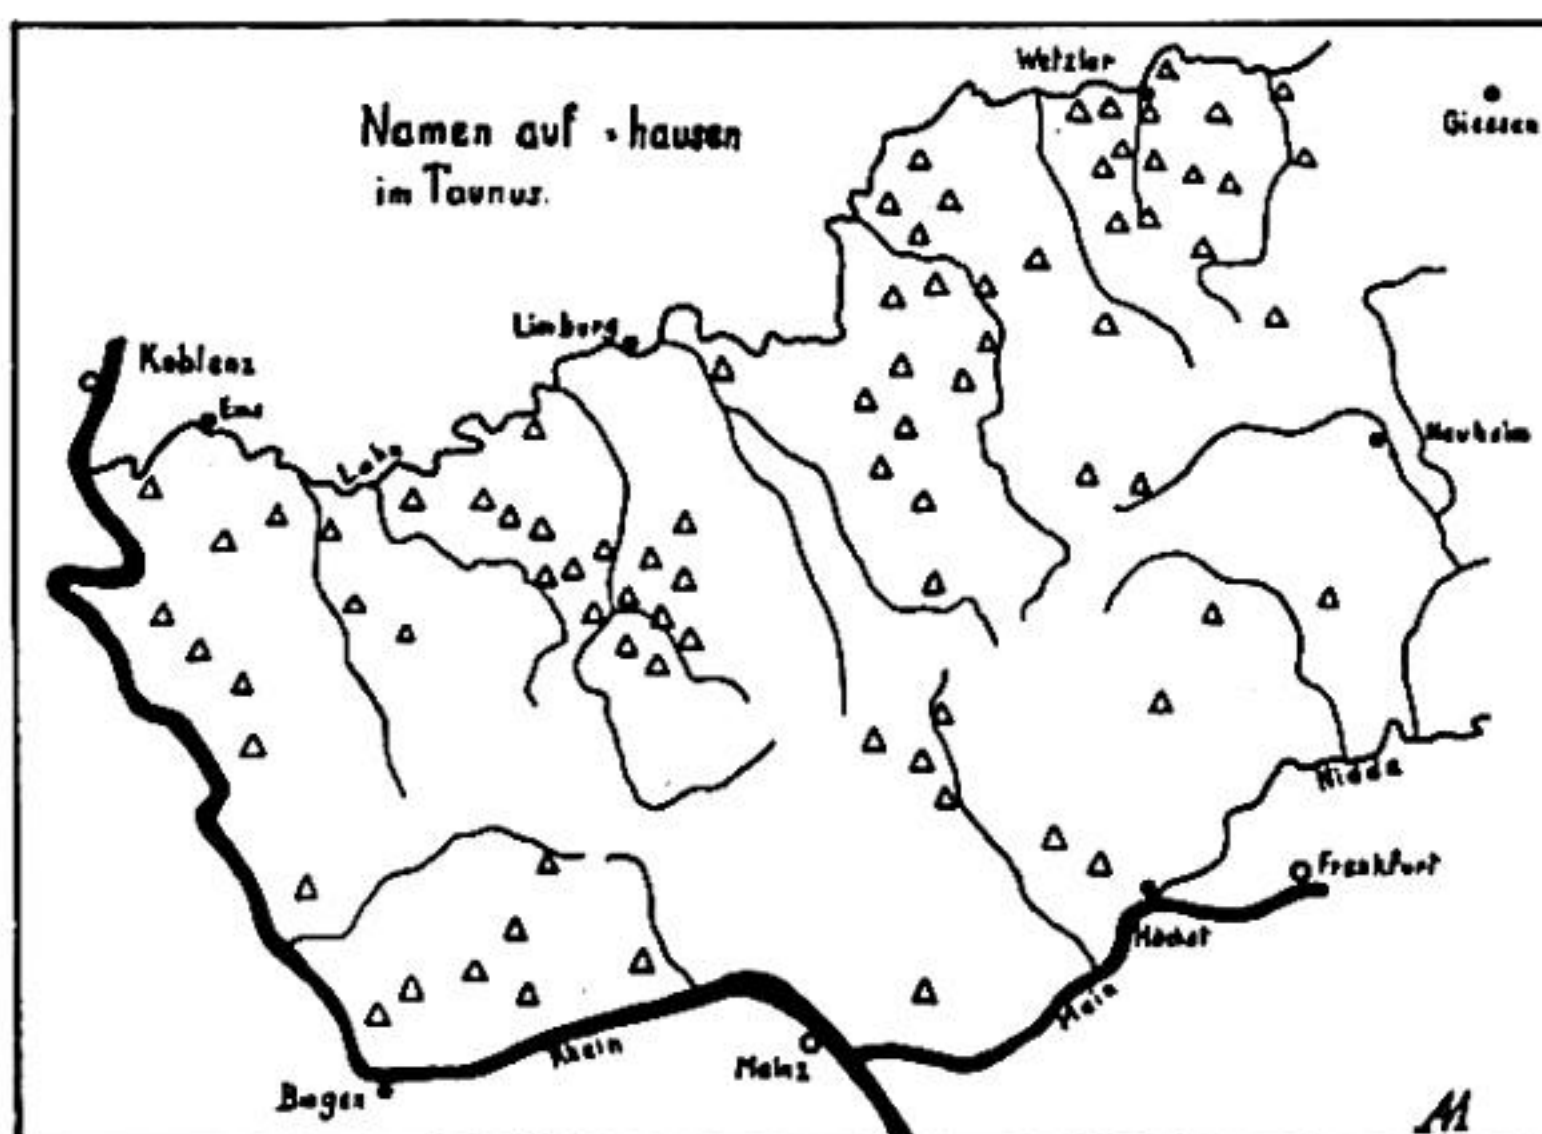 Wetzlar
Giessen
Namen auf -hausen
im Taunus.
Limburg
Koblenz
Ems
Nauheim
Lahn
Nidda
Frankfurt
Höchst
Main
Rhein
Mainz
Bingen